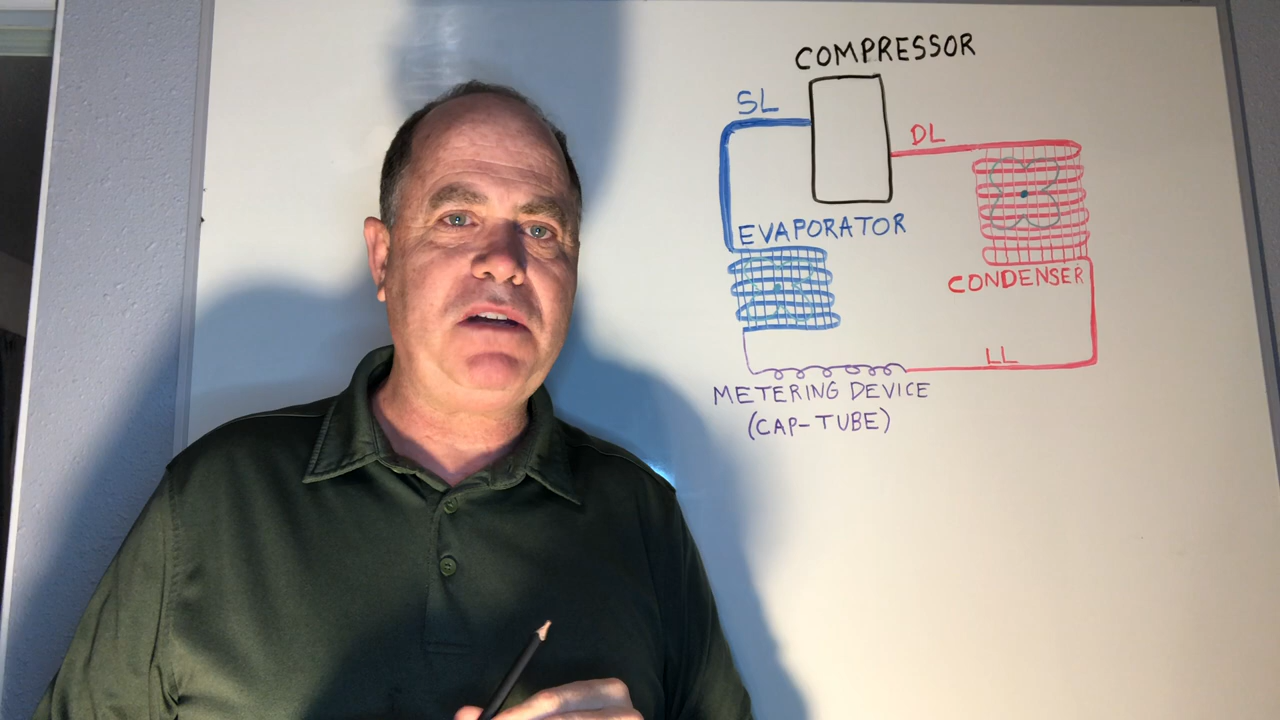 COMPRESSOR
SL
DL
EVAPORATOR
CONDENSER
LL
METERING DEVICE
(CAP-TUBE)